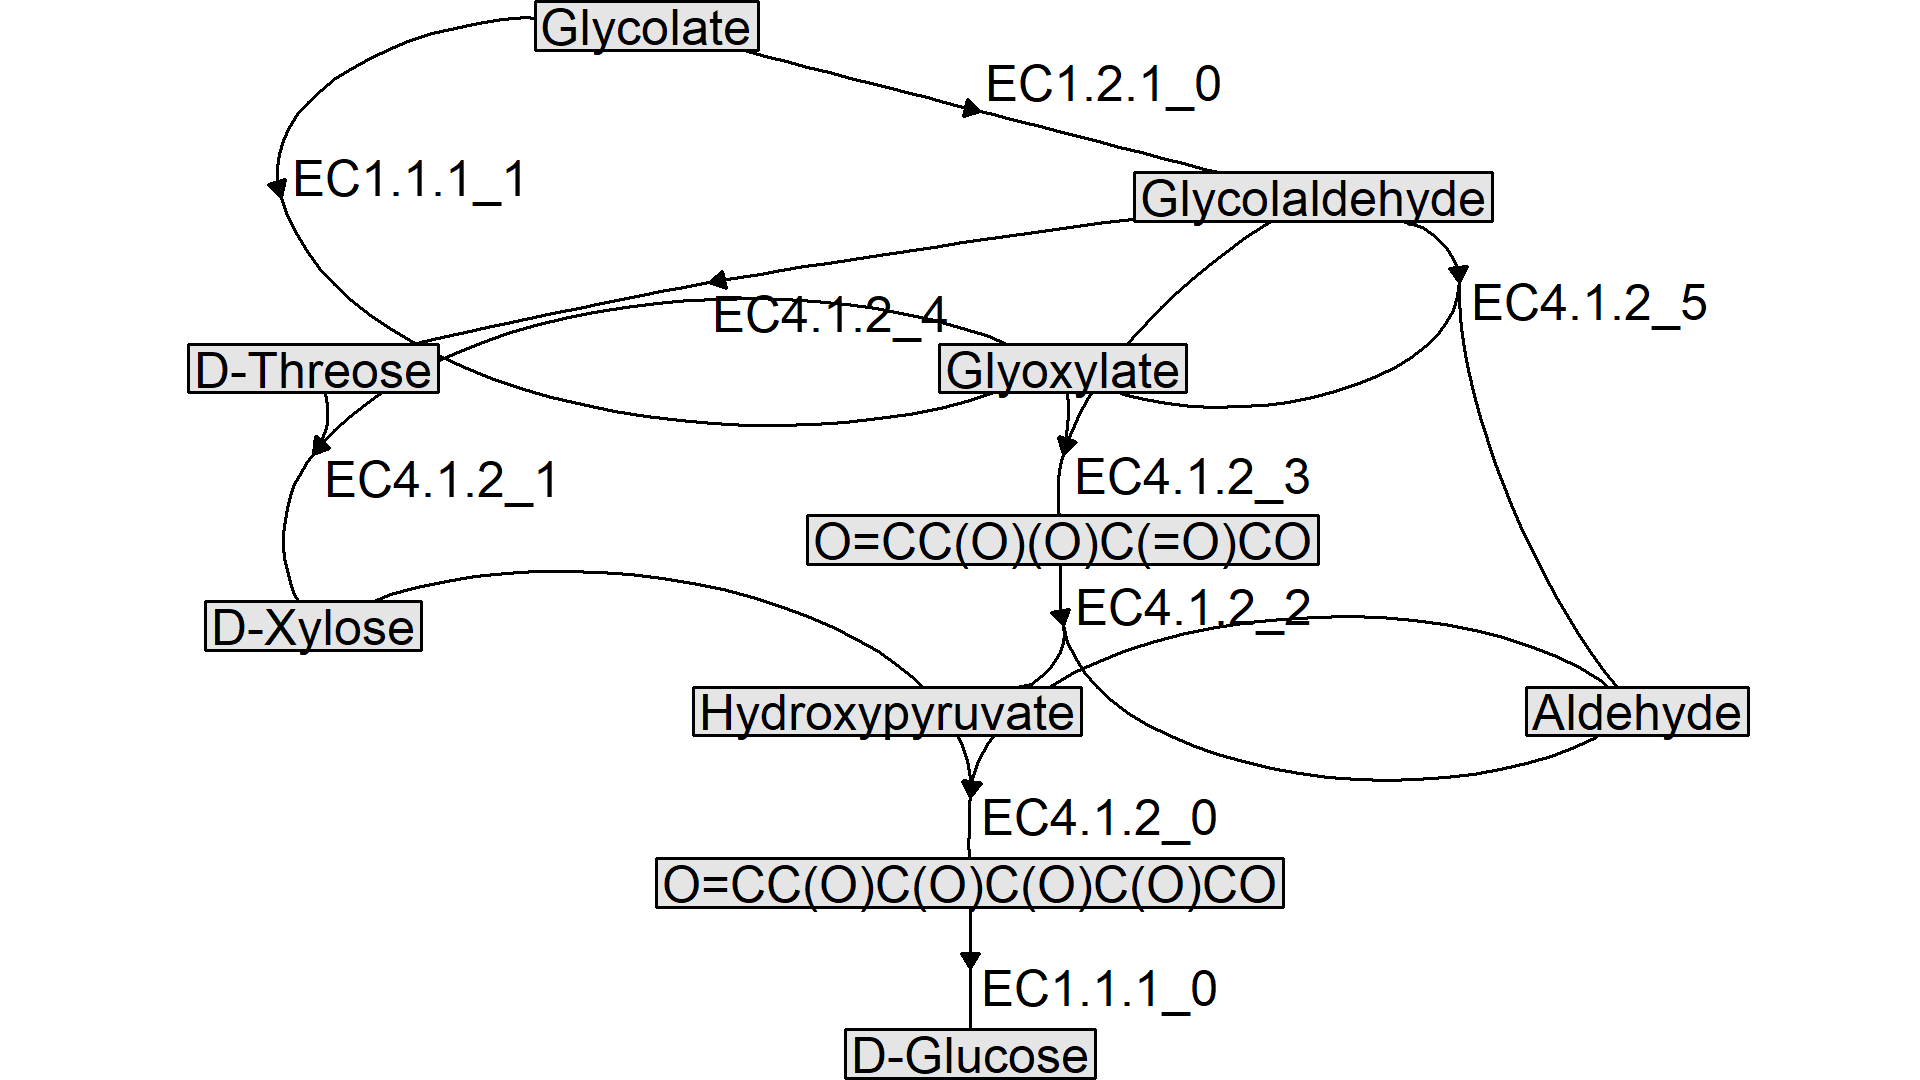 Glycolate
EC1.2.1_0
EC1.1.1_1
Glycolaldehyde
EC4.1.2_4
EC4.1.2_5
D-Threose
Glyoxylate
EC4.1.2_1
EC4.1.2_3
O=CC(O)(O)C(=O)CO
EC4.1.2_2
D-Xylose
Hydroxypyruvate
Aldehyde
EC4.1.2_0
O=CC(O)C(O)C(O)C(O)CO
EC1.1.1_0
D-Glucose